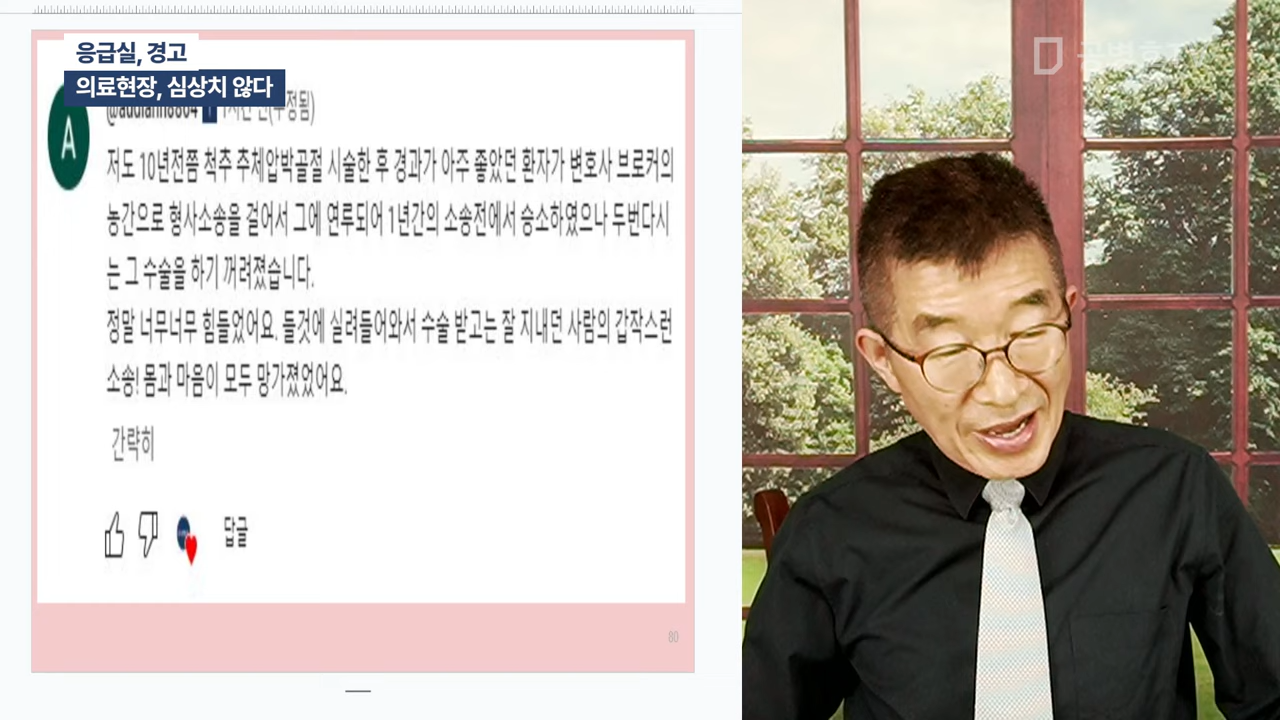 응급실, 경고
의료현장, 심상치 않다
A
저도 10년전쯤 척추 추체압박골절 시술한 후 경과가 아주 좋았던 환자가 변호사 브로커의
농간으로 형사소송을 걸어서 그에 연루되어 1년간의 소송전에서 승소하였으나 두번다시
는 그 수술을 하기 꺼려졌습니다.
정말 너무너무 힘들었어요. 들것에 실려들어와서 수술 받고는 잘 지내던 사람의 갑작스런
소송! 몸과 마음이 모두 망가졌었어요.
간략히
답글
80